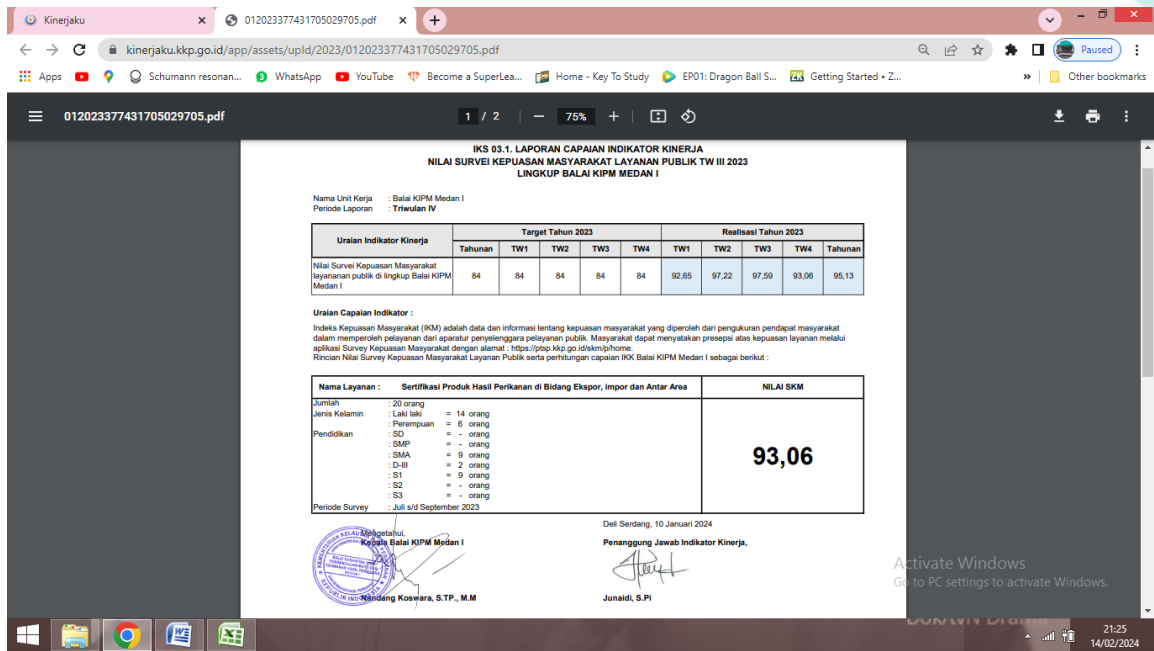 Kinerjaku
012023377431705029705.pdf
kinerjaku.kkp.go.id/app/assets/upld/2023/012023377431705029705.pdf
Paused
Apps
Schumann resonan...
WhatsApp
YouTube
Become a SuperLea...
Home - Key To Study
EP01: Dragon Ball S...
ZK Getting Started • Z...
»
Other bookmarks
012023377431705029705.pdf
1 / 2
75%
IKS 03.1. LAPORAN CAPAIAN INDIKATOR KINERJA
NILAI SURVEI KEPUASAN MASYARAKAT LAYANAN PUBLIK TW III 2023
LINGKUP BALAI KIPM MEDAN I
Nama Unit Kerja : Balai KIPM Medan I
Periode Laporan : Triwulan IV
Uraian Indikator Kinerja Target Tahun 2023 Realisasi Tahun 2023
Tahunan TW1 TW2 TW3 TW4 TW1 TW2 TW3 TW4 Tahunan
Nilai Survei Kepuasan Masyarakat
layananan publik di lingkup Balai KIPM
Medan I
84 84 84 84 84 92,65 97,22 97,59 93,06 95,13
Uraian Capaian Indikator :
Indeks Kepuasan Masyarakat (IKM) adalah data dan informasi tentang kepuasan masyarakat yang diperoleh dari pengukuran pendapat masyarakat
dalam memperoleh pelayanan dari aparatur penyelenggara pelayanan publik. Masyarakat dapat menyatakan presepsi atas kepuasan layanan melalui
aplikasi Survey Kepuasan Masyarakat dengan alamat : https://ptsp.kkp.go.id/skm/p/home.
Rincian Nilai Survey Kepuasan Masyarakat Layanan Publik serta perhitungan capaian IKK Balai KIPM Medan I sebagai berikut :
Nama Layanan : Sertifikasi Produk Hasil Perikanan di Bidang Ekspor, impor dan Antar Area NILAI SKM
Jumlah : 20 orang
Jenis Kelamin : Laki laki = 14 orang
: Perempuan = 6 orang
Pendidikan : SD = - orang
: SMP = - orang
: SMA = 9 orang
: D-III = 2 orang
: S1 = 9 orang
: S2 = - orang
: S3 = - orang
93,06
Periode Survey : Juli s/d September 2023
Deli Serdang, 10 Januari 2024
Mengetahui,
Kepala Balai KIPM Medan I
Penanggung Jawab Indikator Kinerja,
Nandang Koswara, S.TP., M.M
Junaidi, S.Pi
Activate Windows
Go to PC settings to activate Windows.
21:25
14/02/2024